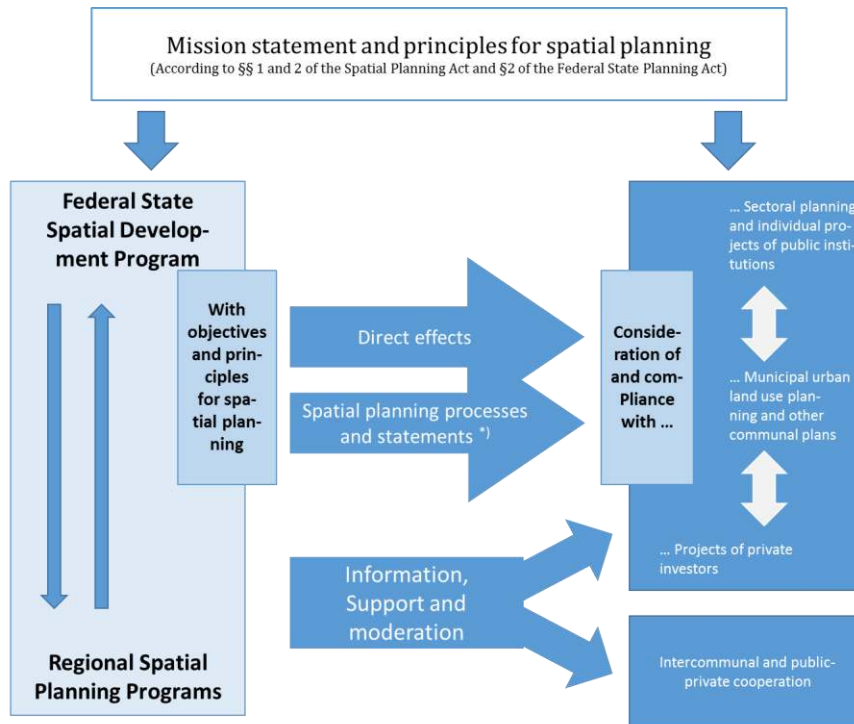 Mission statement and principles for spatial planning
(According to §§ 1 and 2 of the Spatial Planning Act and §2 of the Federal State Planning Act)
Federal State
Spatial Develop-
ment Program
With
objectives
and prin-
ciples
for spa-
tial plan-
ning
Regional Spatial
Planning Programs
Direct effects
Spatial planning processes
and statements *)
Information,
Support and
moderation
Conside-
ration of
and com-
Pliance
with ...
... Sectoral planning
and individual pro-
jects of public insti-
tutions
... Municipal urban
land use plan-
ning and other
communal plans
... Projects of private
investors
Intercommunal and public-
private cooperation